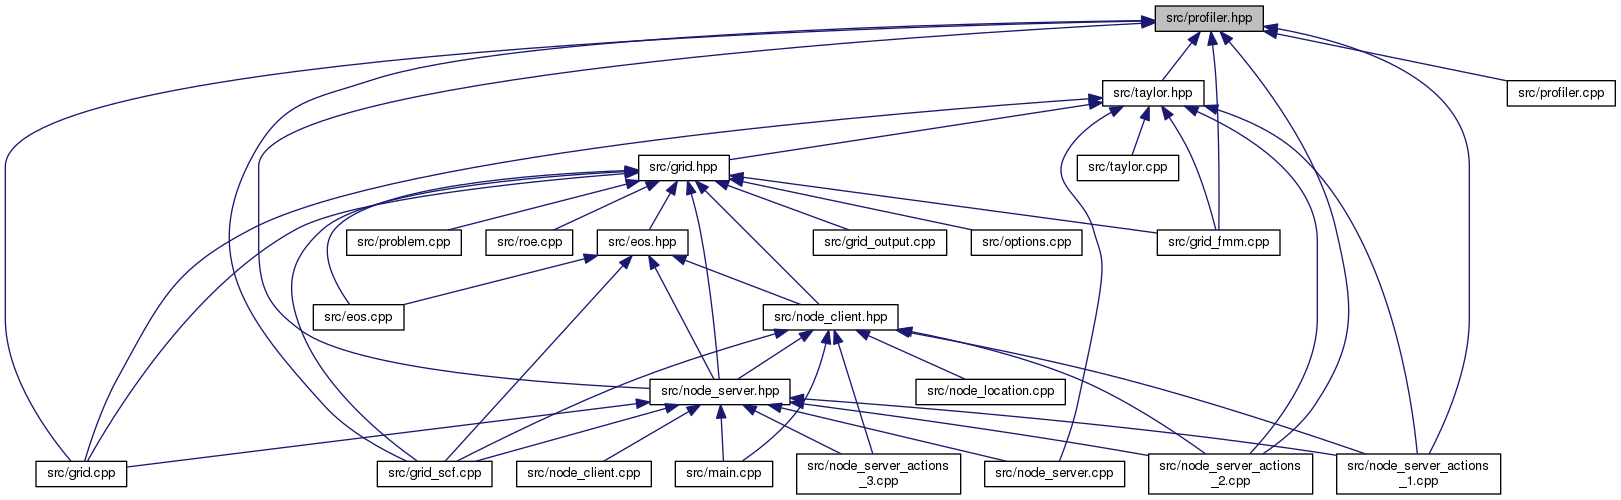 src/profiler.hpp
src/taylor.hpp
src/profiler.cpp
src/grid.hpp
src/taylor.cpp
src/problem.cpp
src/roe.cpp
src/eos.hpp
src/grid_output.cpp
src/options.cpp
src/grid_fmm.cpp
src/eos.cpp
src/node_client.hpp
src/node_server.hpp
src/node_location.cpp
src/grid.cpp
src/grid_scf.cpp
src/node_client.cpp
src/main.cpp
src/node_server_actions
_3.cpp
src/node_server.cpp
src/node_server_actions
_2.cpp
src/node_server_actions
_1.cpp